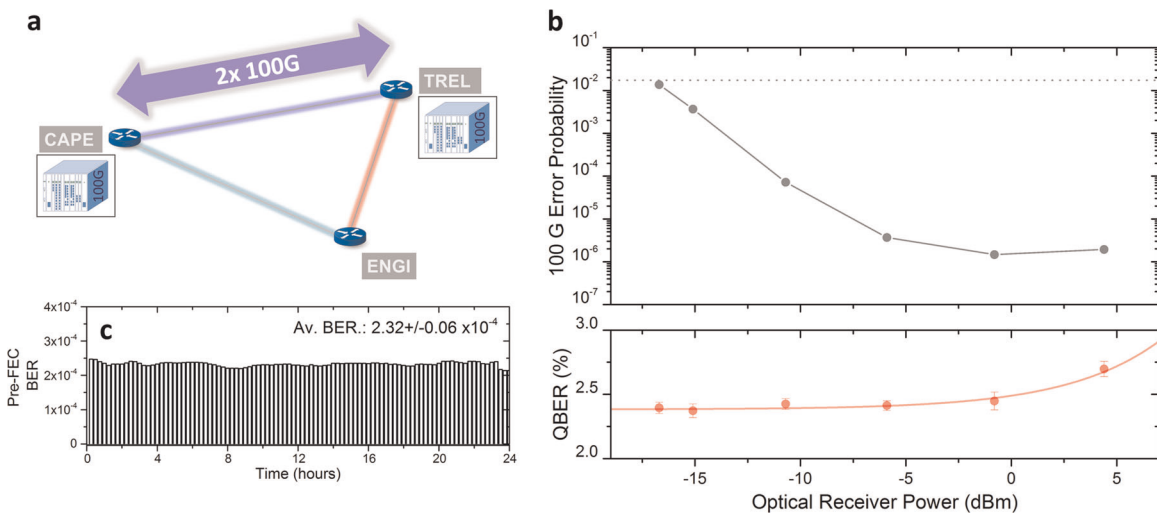 a
2x 100G
TREL
100G
CAPE
100G
ENGI
c
Av. BER.: 2.32+/-0.06 x10⁻⁴
Pre-FEC
BER
4x10⁻⁴
3x10⁻⁴
2x10⁻⁴
1x10⁻⁴
0
0 4 8 12 16 20 24
Time (hours)
b
100 G Error Probability
10⁻¹
10⁻²
10⁻³
10⁻⁴
10⁻⁵
10⁻⁶
10⁻⁷
QBER (%)
3.0
2.5
2.0
-15 -10 -5 0 5
Optical Receiver Power (dBm)